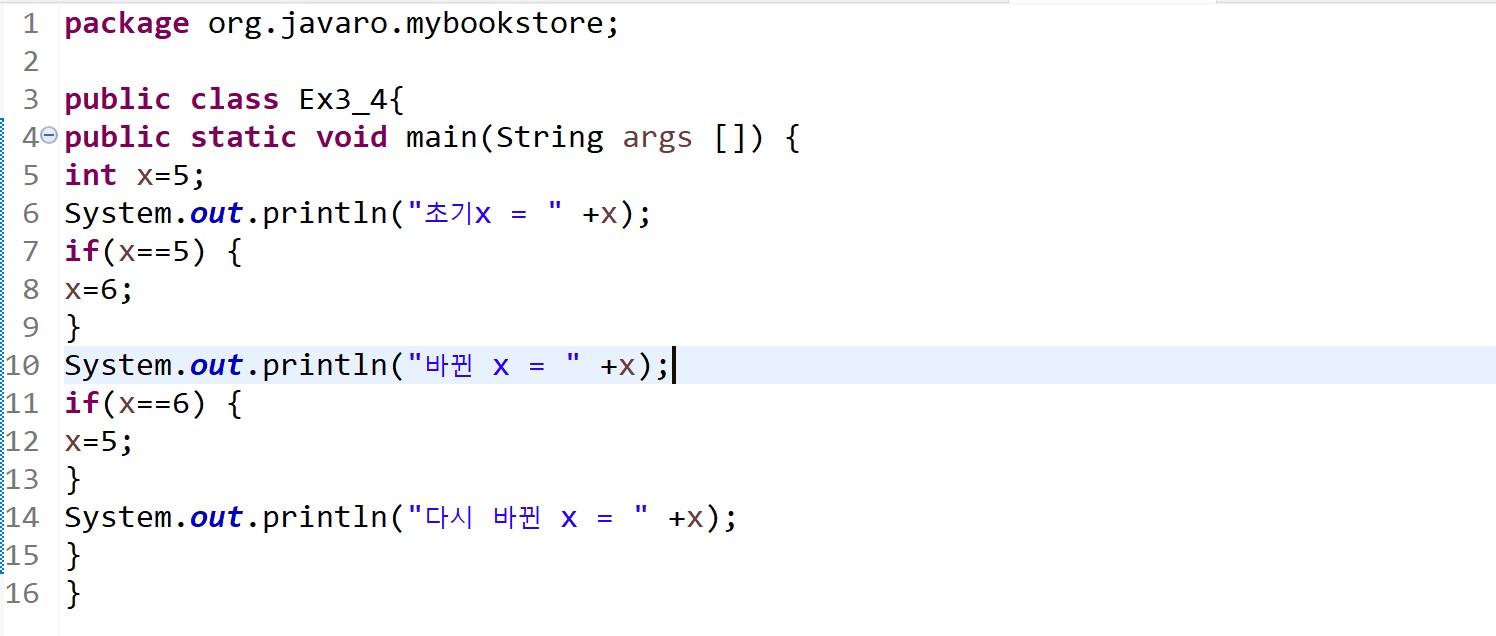 1 package org.javaro.mybookstore;
2
3 public class Ex3_4{
4 public static void main(String args []) {
5 int x=5;
6 System.out.println("초기x = " +x);
7 if(x==5) {
8 x=6;
9 }
10 System.out.println("바뀐 x = " +x);
11 if(x==6) {
12 x=5;
13 }
14 System.out.println("다시 바뀐 x = " +x);
15 }
16 }